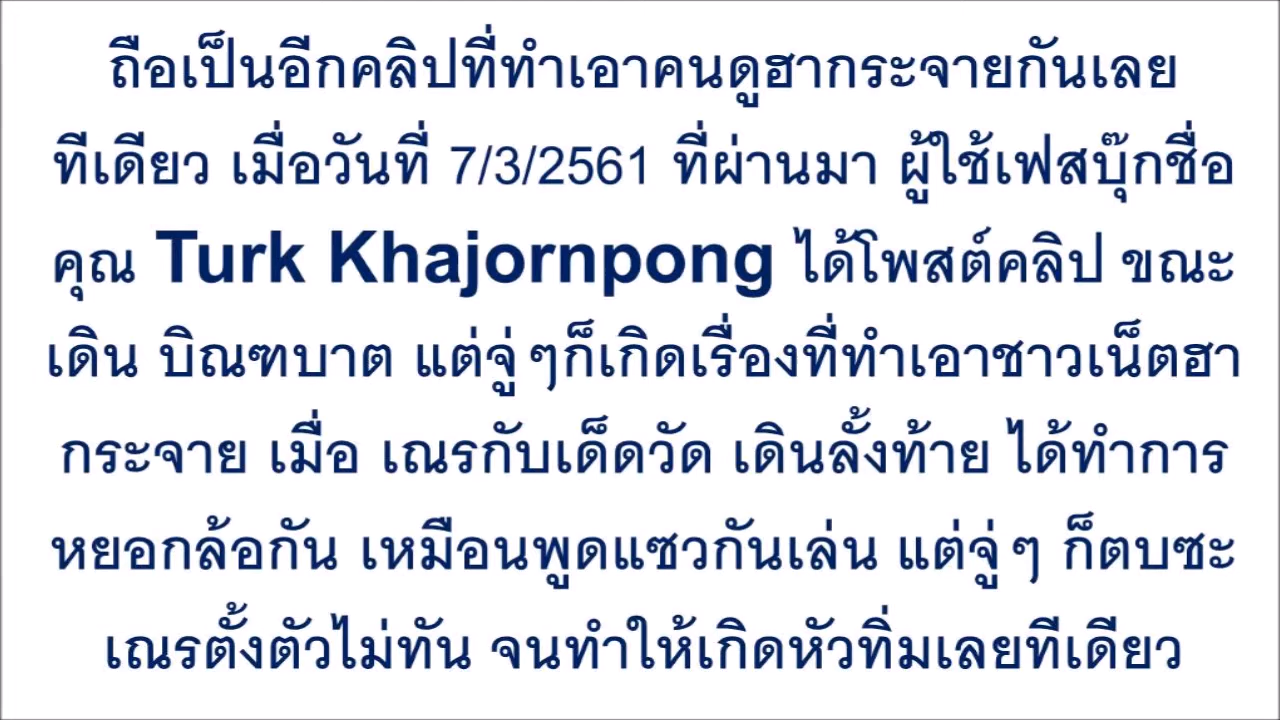 ถือเป็นอีกคลิปที่ทำเอาคนดูฮากระจายกันเลย
ทีเดียว เมื่อวันที่ 7/3/2561 ที่ผ่านมา ผู้ใช้เฟสบุ๊กชื่อ
คุณ Turk Khajornpong ได้โพสต์คลิป ขณะ
เดิน บิณฑบาต แต่จู่ๆก็เกิดเรื่องที่ทำเอาชาวเน็ตฮา
กระจาย เมื่อ เณรกับเด็ดวัด เดินลั้งท้าย ได้ทำการ
หยอกล้อกัน เหมือนพูดแซวกันเล่น แต่จู่ๆ ก็ตบซะ
เณรตั้งตัวไม่ทัน จนทำให้เกิดหัวทิ่มเลยทีเดียว